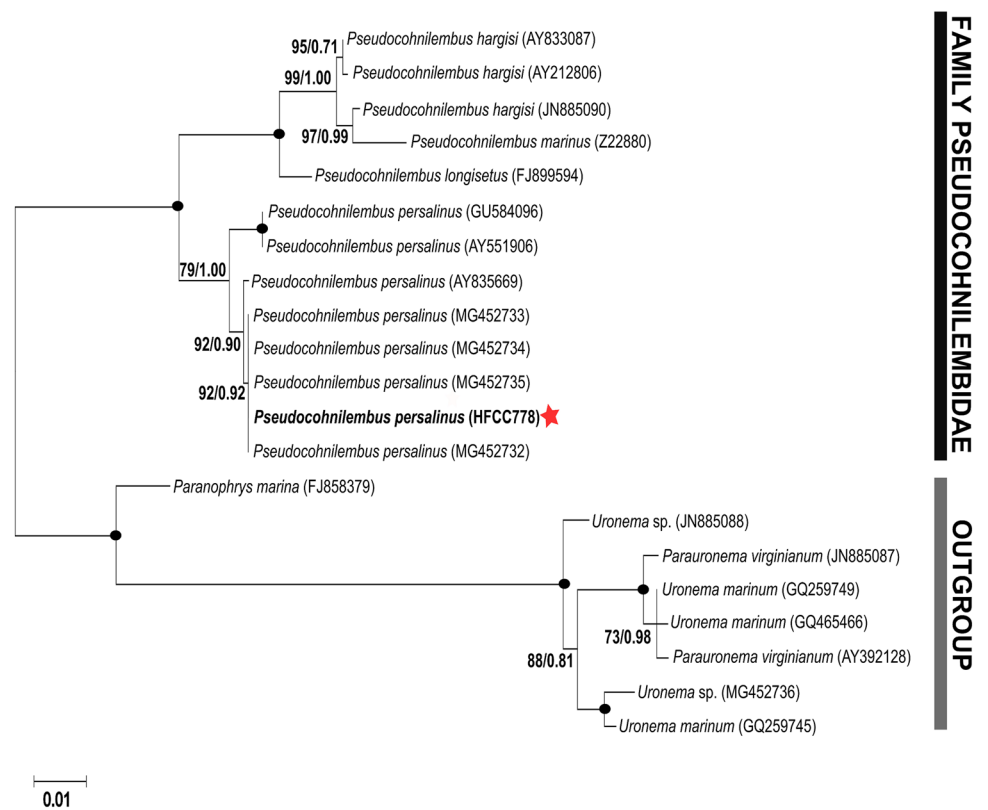 Pseudocohnilembus hargisi (AY833087)
95/0.71
Pseudocohnilembus hargisi (AY212806)
99/1.00
Pseudocohnilembus hargisi (JN885090)
97/0.99
Pseudocohnilembus marinus (Z22880)
Pseudocohnilembus longisetus (FJ899594)
Pseudocohnilembus persalinus (GU584096)
Pseudocohnilembus persalinus (AY551906)
79/1.00
Pseudocohnilembus persalinus (AY835669)
Pseudocohnilembus persalinus (MG452733)
92/0.90
Pseudocohnilembus persalinus (MG452734)
Pseudocohnilembus persalinus (MG452735)
92/0.92
Pseudocohnilembus persalinus (HFCC778)
Pseudocohnilembus persalinus (MG452732)
FAMILY PSEUDOCOHNILEMBIDAE
Paranophrys marina (FJ858379)
Uronema sp. (JN885088)
Parauronema virginianum (JN885087)
Uronema marinum (GQ259749)
Uronema marinum (GQ465466)
73/0.98
Parauronema virginianum (AY392128)
88/0.81
Uronema sp. (MG452736)
Uronema marinum (GQ259745)
OUTGROUP
0.01